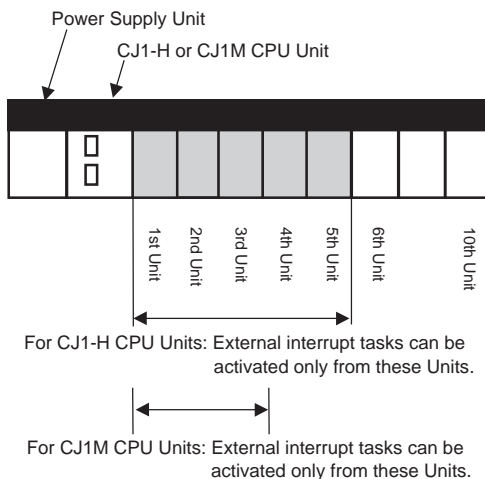 Power Supply Unit
CJ1-H or CJ1M CPU Unit
1st Unit
2nd Unit
3rd Unit
4th Unit
5th Unit
6th Unit
10th Unit
For CJ1-H CPU Units: External interrupt tasks can be
activated only from these Units.
For CJ1M CPU Units: External interrupt tasks can be
activated only from these Units.